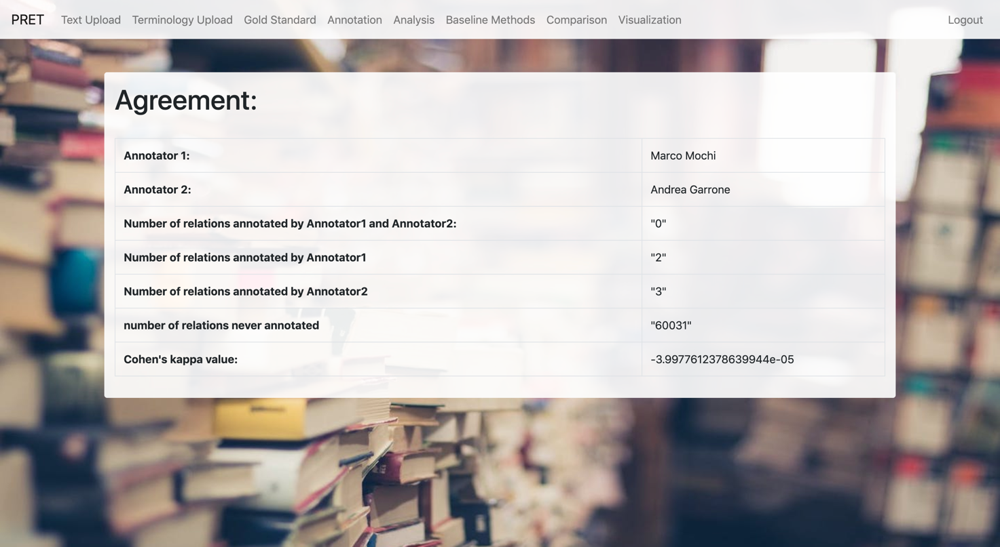 PRET Text Upload Terminology Upload Gold Standard Annotation Analysis Baseline Methods Comparison Visualization Logout
Agreement:
Annotator 1: Marco Mochi
Annotator 2: Andrea Garrone
Number of relations annotated by Annotator1 and Annotator2: "0"
Number of relations annotated by Annotator1 "2"
Number of relations annotated by Annotator2 "3"
number of relations never annotated "60031"
Cohen's kappa value: -3.9977612378639944e-05